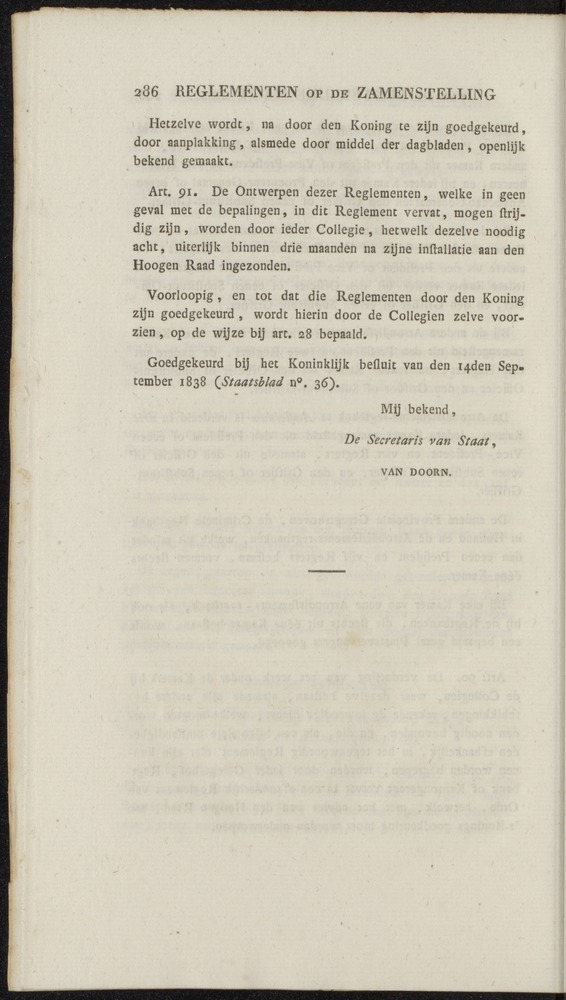 286 REGLEMENTEN OP DE ZAMENSTELLING
Hetzelve wordt, na door den Koning te zijn goedgekeurd,
door aanplakking, alsmede door middel der dagbladen, openlijk
bekend gemaakt.
Art. 91. De Ontwerpen dezer Reglementen, welke in geen
geval met de bepalingen, in dit Reglement vervat, mogen ſtrij-
dig zijn, worden door ieder Collegie, hetwelk dezelve noodig
acht, uiterlijk binnen drie maanden na zijne inſtallatie aan den
Hoogen Raad ingezonden.
Voorloopig, en tot dat die Reglementen door den Koning
zijn goedgekeurd, wordt hierin door de Collegien zelve voor-
zien, op de wijze bij art. 28 bepaald.
Goedgekeurd bij het Koninklijk beſluit van den 14den Sep-
tember 1838 (Staatsblad nº. 36).
Mij bekend,
De Secretaris van Staat,
VAN DOORN.